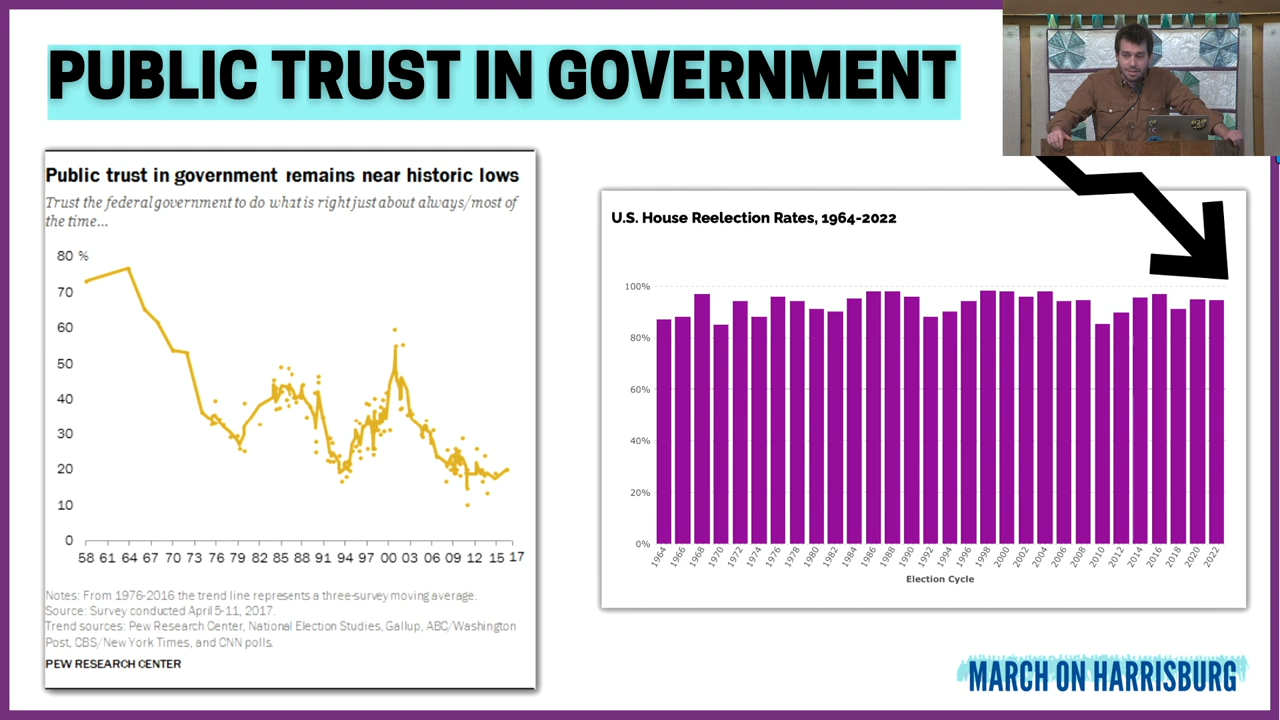 PUBLIC TRUST IN GOVERNMENT
Public trust in government remains near historic lows
Trust the federal government to do what is right just about always/most of
the time...
80 %
70
60
50
40
30
20
10
0
58 61 64 67 70 73 76 79 82 85 88 91 94 97 00 03 06 09 12 15 17
Notes: From 1976-2016 the trend line represents a three-survey moving average.
Source: Survey conducted April 5-11, 2017.
Trend sources: Pew Research Center, National Election Studies, Gallup, ABC/Washington
Post, CBS/New York Times, and CNN polls.
PEW RESEARCH CENTER
U.S. House Reelection Rates, 1964-2022
100%
80%
60%
40%
20%
0%
1964 1966 1968 1970 1972 1974 1976 1978 1980 1982 1984 1986 1988 1990 1992 1994 1996 1998 2000 2002 2004 2006 2008 2010 2012 2014 2016 2018 2020 2022
Election Cycle
MARCH ON HARRISBURG